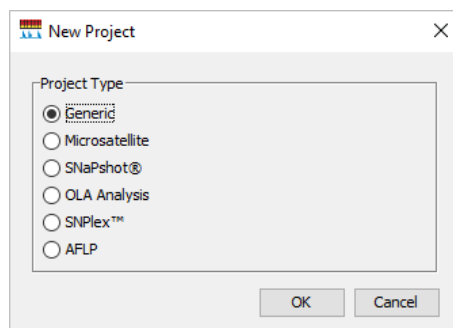 New Project
Project Type
Generic
Microsatellite
SNaPshot®
OLA Analysis
SNPlex™
AFLP
OK Cancel